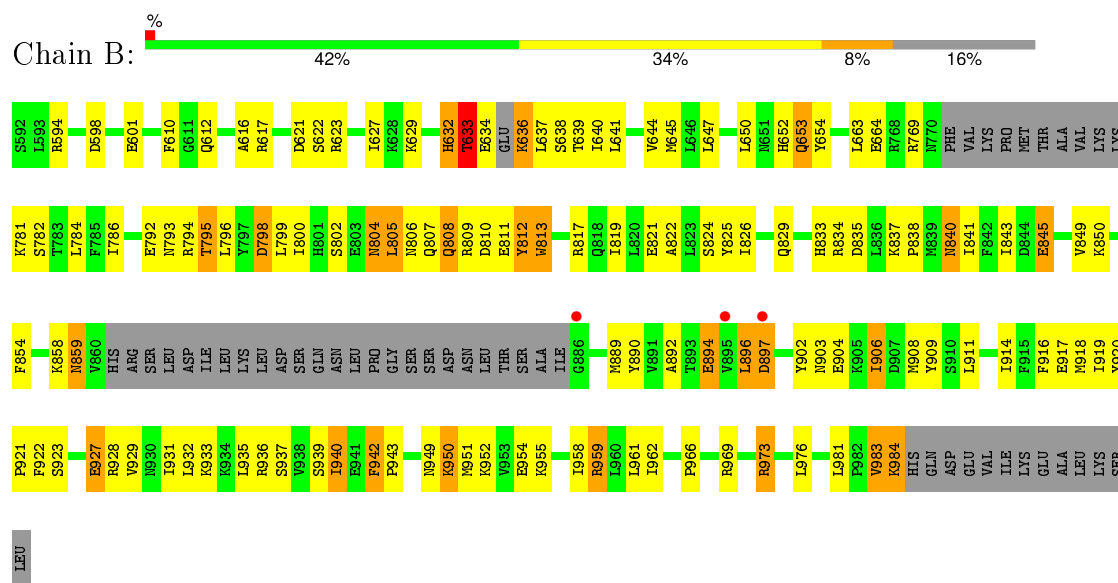 %
Chain B:
42% 34% 8% 16%
S592 L593 R594 D598 E601 F610 G611 Q612 A616 R617 D621 S622 R623 I627 K628 K629 H632 T633 E634 GLU K636 L637 S638 T639 I640 L641 V644 M645 L646 L647 L650 N651 H652 Q653 Y654 L663 E664 R768 R769 N770 PHE VAL LYS PRO MET THR ALA VAL LYS
K781 S782 T783 L784 F785 I786 E792 N793 R794 T795 L796 Y797 D798 L799 I800 H801 S802 E803 N804 L805 N806 Q807 Q808 R809 D810 E811 Y812 W813 R817 Q818 I819 L820 E821 A822 L823 S824 Y825 I826 Q829 H833 R834 D835 L836 K837 P838 M839 N840 I841 F842 I843 D844 E845 V849 K850
F854 K858 N859 V860 HIS ARG SER LEU ASP ILE LEU LYS LEU ASP SER GLN ASN LEU PRO GLY SER SER ASP ASN LEU THR SER ALA ILE G886 M889 Y890 V891 A892 T893 E894 V895 L896 D897 Y902 N903 E904 K905 I906 D907 M908 Y909 S910 L911 I914 F915 F916 E917 M918 I919
P921 F922 S923 E927 R928 V929 N930 I931 L932 K933 K934 L935 R936 S937 V938 S939 I940 E941 F942 P943 N949 K950 M951 K952 V953 E954 K955 I958 R959 L960 L961 I962 P966 R969 R973 L976 L981 P982 V983 K984 HIS GLN ASP GLU VAL ILE LYS GLU ALA LEU LYS
LEU